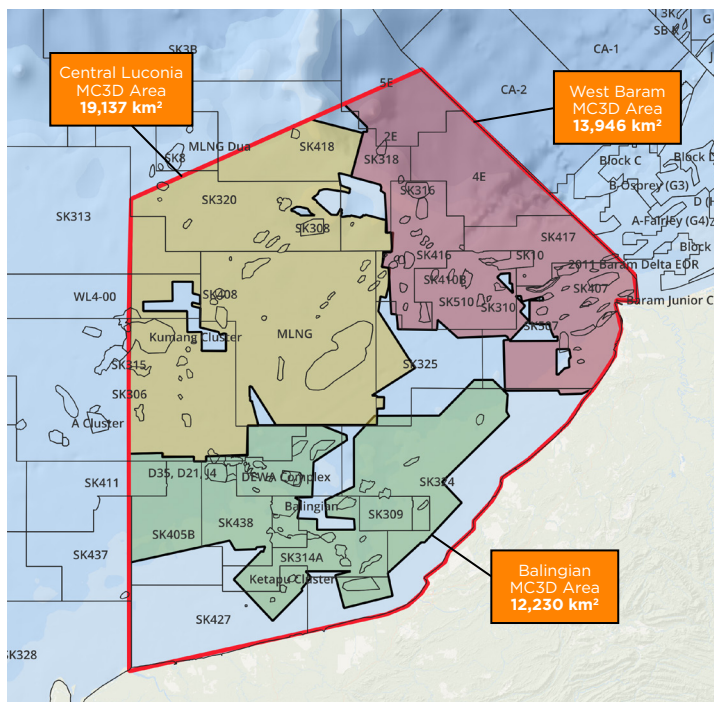 3K
G
SB K
SK3B
CA-1
J
Central Luconia
MC3D Area
19,137 km²
5E
CA-2
West Baram
MC3D Area
13,946 km²
2E
MLNG Dua
SK418
SK8
SK318
Block C
Block D
4E
SK316
B Osprey (G3)
SK320
D (H
SK313
A-Fairley (G4)
SK308
SK417
Block
SK416
SK10
2011 Baram Delta EOR
SK410B
SK407
WL4-00
SK408
SK510
SK310
Baram Junior C
Kumang Cluster
MLNG
SK307
SK315
SK325
SK306
A Cluster
D35, D21, J4
DEWA Complex
SK411
SK324
Balingian
SK309
SK438
SK405B
SK437
SK314A
Ketapu Cluster
Balingian
MC3D Area
12,230 km²
SK427
SK328